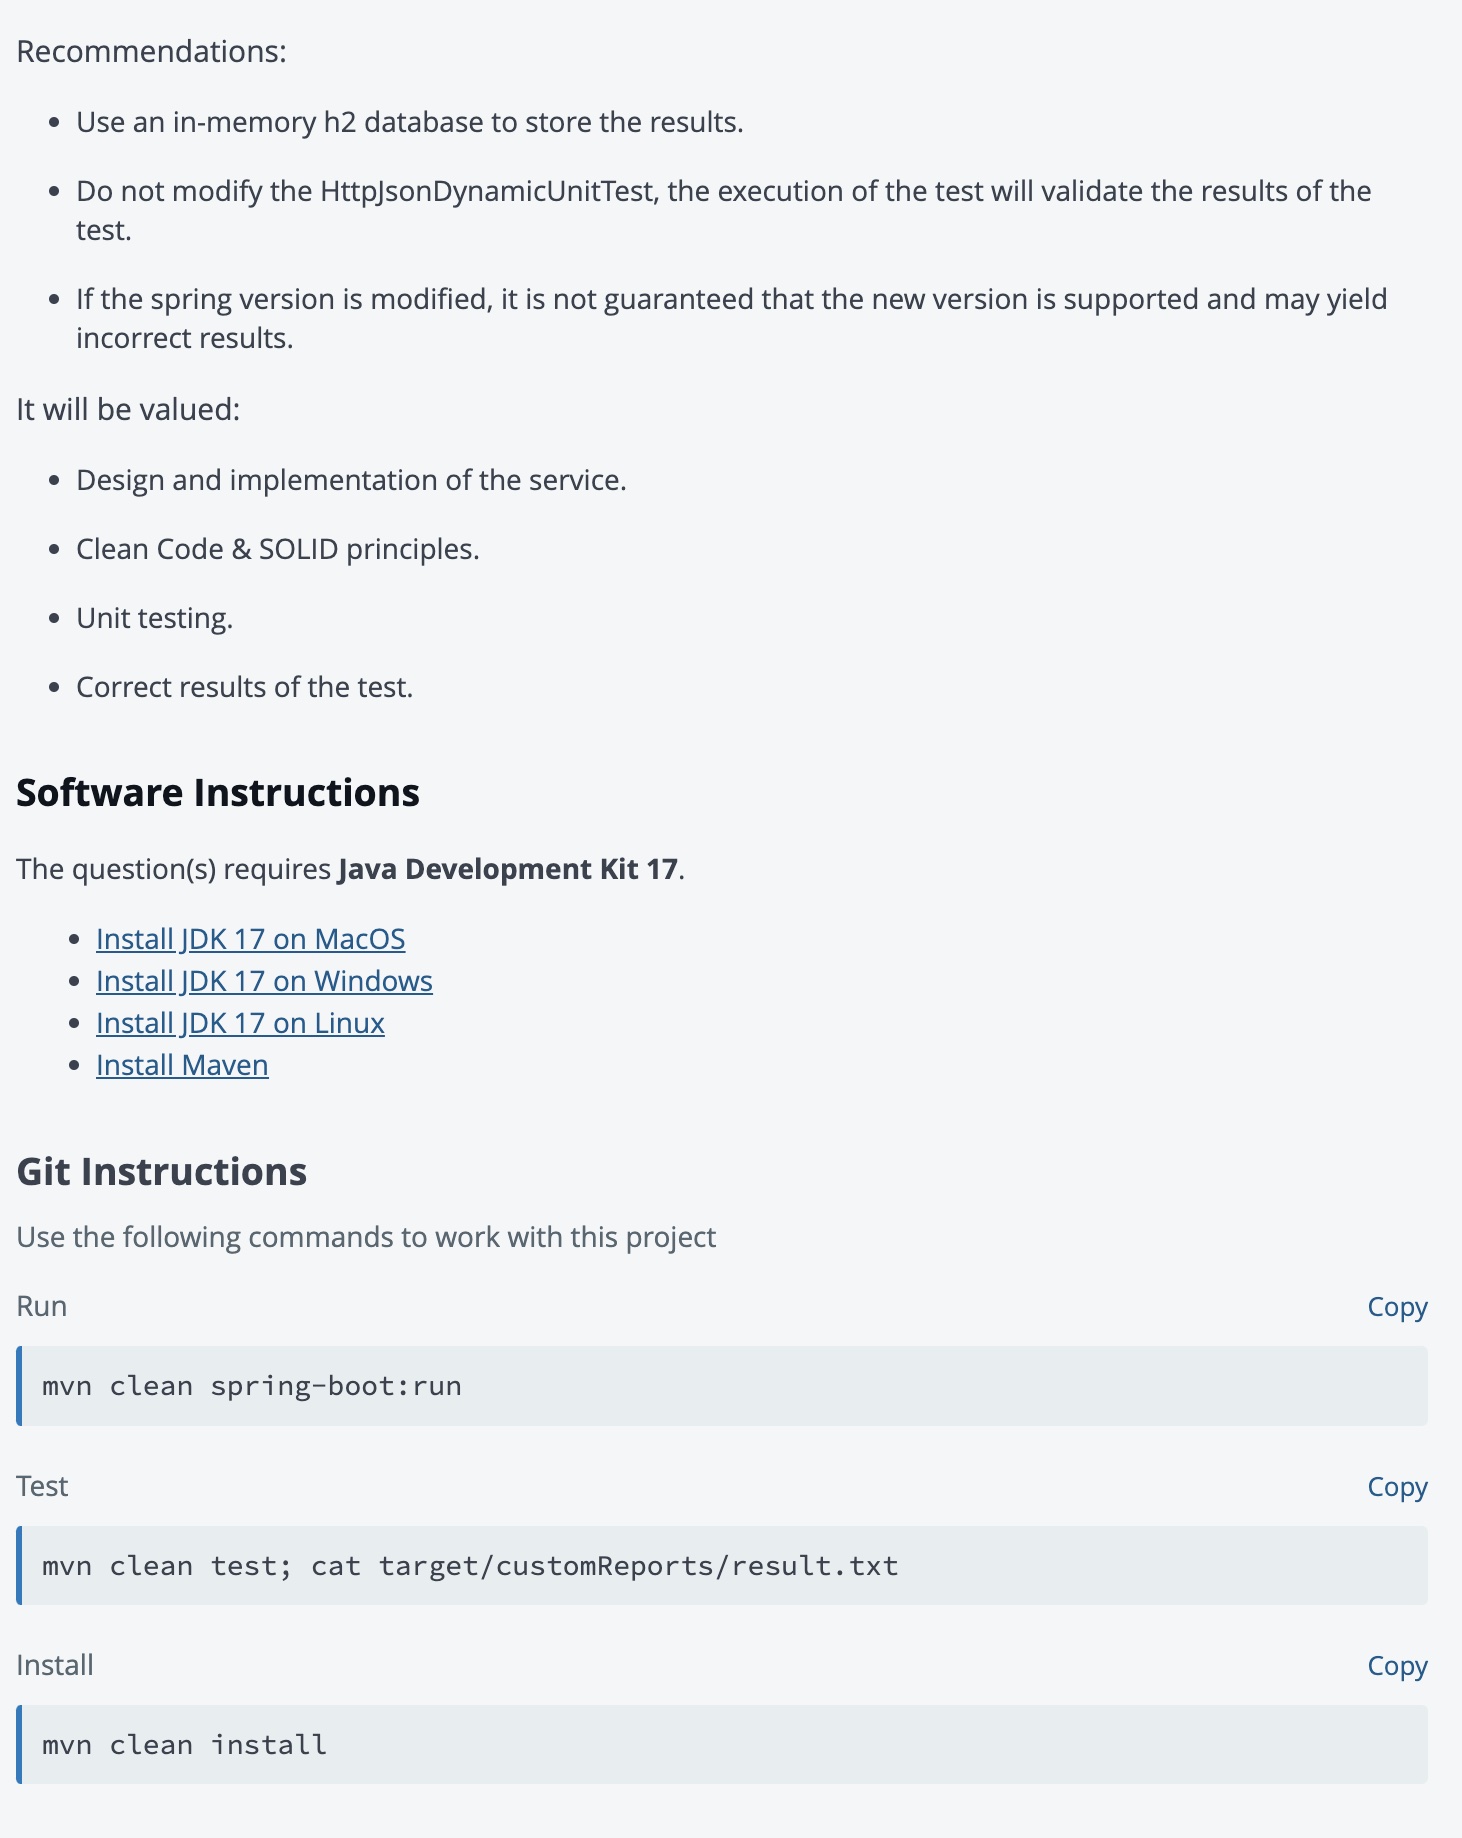 Recommendations:
Use an in-memory h2 database to store the results.
Do not modify the HttpJsonDynamicUnitTest, the execution of the test will validate the results of the
test.
If the spring version is modified, it is not guaranteed that the new version is supported and may yield
incorrect results.
It will be valued:
Design and implementation of the service.
Clean Code & SOLID principles.
Unit testing.
Correct results of the test.
Software Instructions
The question(s) requires Java Development Kit 17.
Install JDK 17 on MacOS
Install JDK 17 on Windows
Install JDK 17 on Linux
Install Maven
Git Instructions
Use the following commands to work with this project
Run
Copy
mvn clean spring-boot:run
Test
Copy
mvn clean test; cat target/customReports/result.txt
Install
Copy
mvn clean install